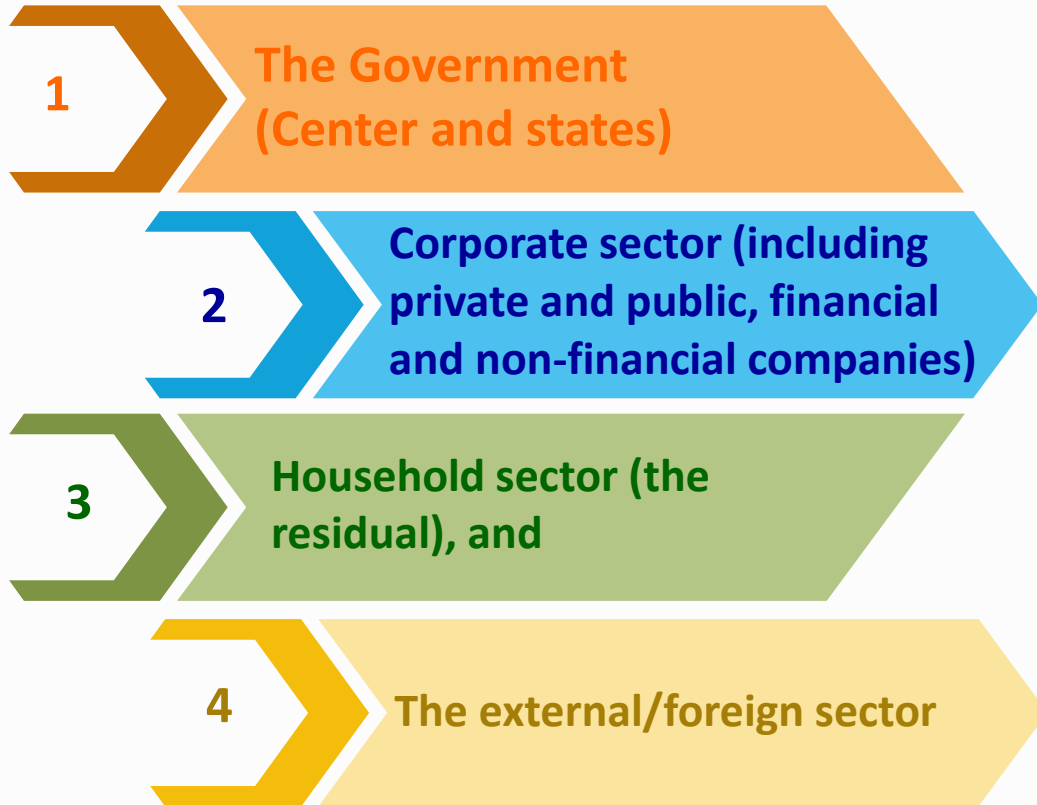 1
The Government
(Center and states)
2
Corporate sector (including
private and public, financial
and non-financial companies)
3
Household sector (the
residual), and
4
The external/foreign sector